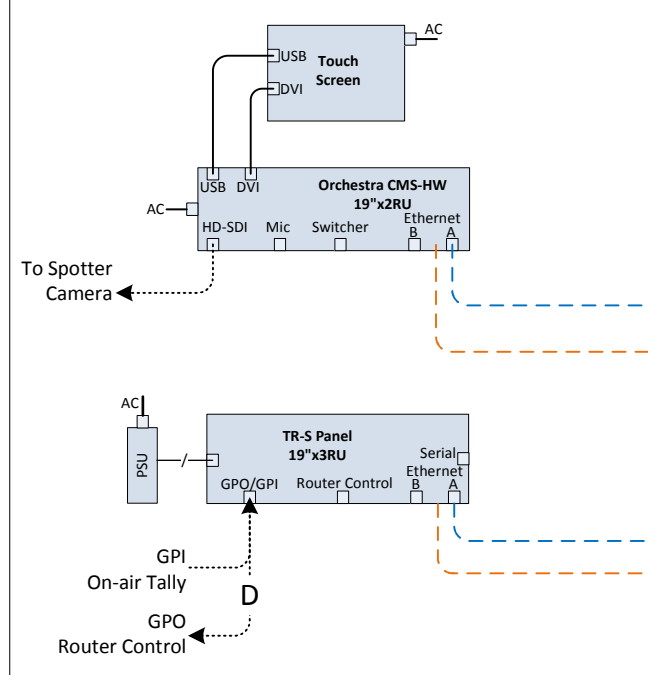 AC
USB
Touch
Screen
DVI
USB DVI
Orchestra CMS-HW
19"x2RU
AC
Ethernet
HD-SDI Mic Switcher B A
To Spotter
Camera
AC
PSU
TR-S Panel
19"x3RU
Serial
Ethernet
GPO/GPI Router Control B A
GPI
On-air Tally
D
GPO
Router Control